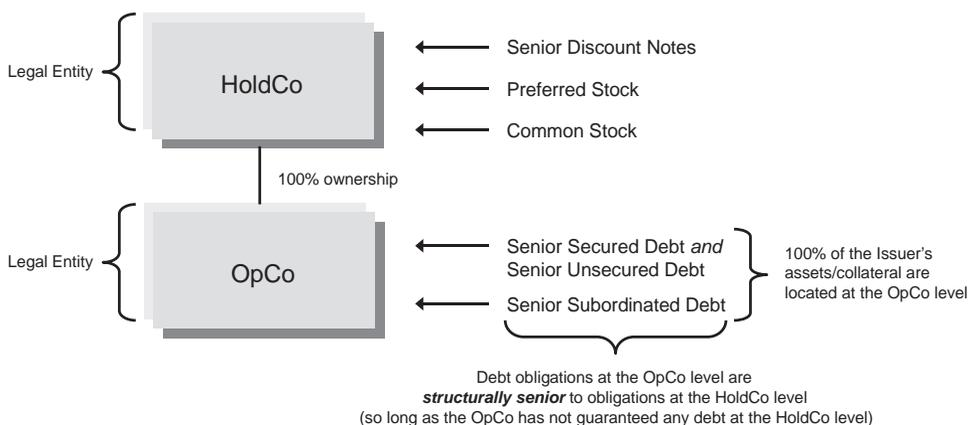 Legal Entity
HoldCo
Senior Discount Notes
Preferred Stock
Common Stock
100% ownership
Legal Entity
OpCo
Senior Secured Debt and
Senior Unsecured Debt
Senior Subordinated Debt
100% of the Issuer's
assets/collateral are
located at the OpCo level
Debt obligations at the OpCo level are
structurally senior to obligations at the HoldCo level
(so long as the OpCo has not guaranteed any debt at the HoldCo level)